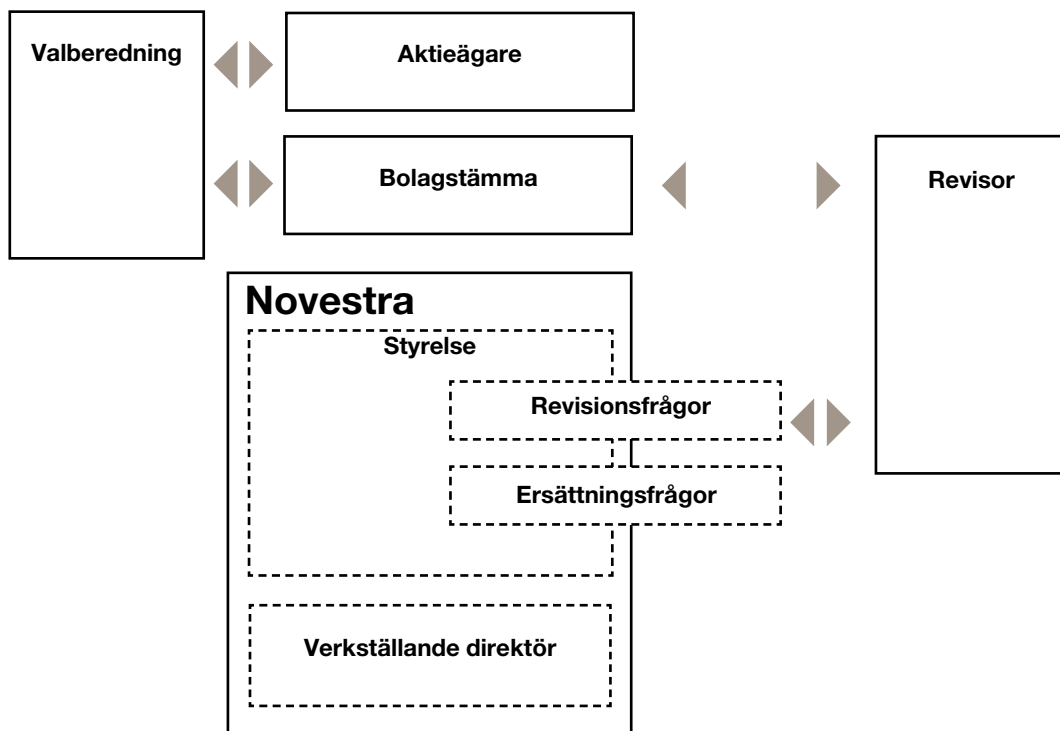 Valberedning
Aktieägare
Bolagstämma
Revisor
Novestra
Styrelse
Revisionsfrågor
Ersättningsfrågor
Verkställande direktör